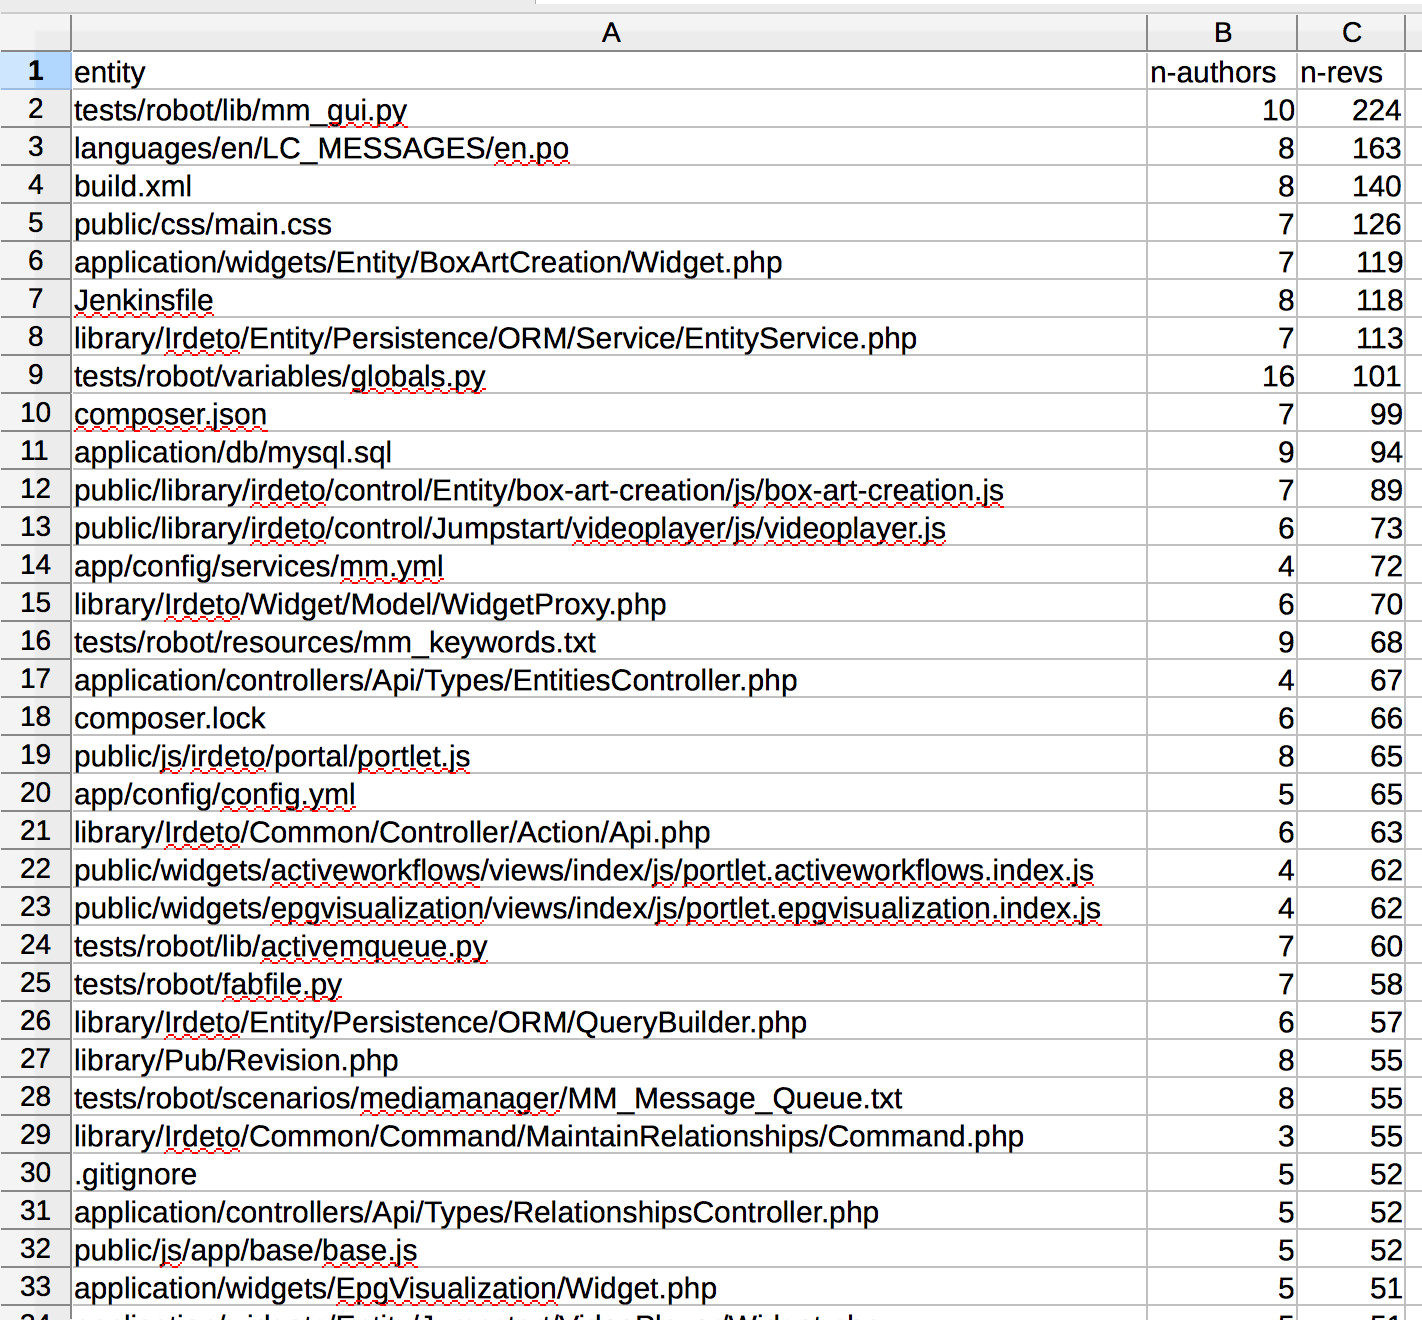 A B C
1 entity n-authors n-revs
2 tests/robot/lib/mm_gui.py 10 224
3 languages/en/LC_MESSAGES/en.po 8 163
4 build.xml 8 140
5 public/css/main.css 7 126
6 application/widgets/Entity/BoxArtCreation/Widget.php 7 119
7 Jenkinsfile 8 118
8 library/Irdeto/Entity/Persistence/ORM/Service/EntityService.php 7 113
9 tests/robot/variables/globals.py 16 101
10 composer.json 7 99
11 application/db/mysql.sql 9 94
12 public/library/irdeto/control/Entity/box-art-creation/js/box-art-creation.js 7 89
13 public/library/irdeto/control/Jumpstart/videoplayer/js/videoplayer.js 6 73
14 app/config/services/mm.yml 4 72
15 library/Irdeto/Widget/Model/WidgetProxy.php 6 70
16 tests/robot/resources/mm_keywords.txt 9 68
17 application/controllers/Api/Types/EntitiesController.php 4 67
18 composer.lock 6 66
19 public/js/irdeto/portal/portlet.js 8 65
20 app/config/config.yml 5 65
21 library/Irdeto/Common/Controller/Action/Api.php 6 63
22 public/widgets/activeworkflows/views/index/js/portlet.activeworkflows.index.js 4 62
23 public/widgets/epgvisualization/views/index/js/portlet.epgvisualization.index.js 4 62
24 tests/robot/lib/activemqueue.py 7 60
25 tests/robot/fabfile.py 7 58
26 library/Irdeto/Entity/Persistence/ORM/QueryBuilder.php 6 57
27 library/Pub/Revision.php 8 55
28 tests/robot/scenarios/mediamanager/MM_Message_Queue.txt 8 55
29 library/Irdeto/Common/Command/MaintainRelationships/Command.php 3 55
30 .gitignore 5 52
31 application/controllers/Api/Types/RelationshipsController.php 5 52
32 public/js/app/base/base.js 5 52
33 application/widgets/EpgVisualization/Widget.php 5 51